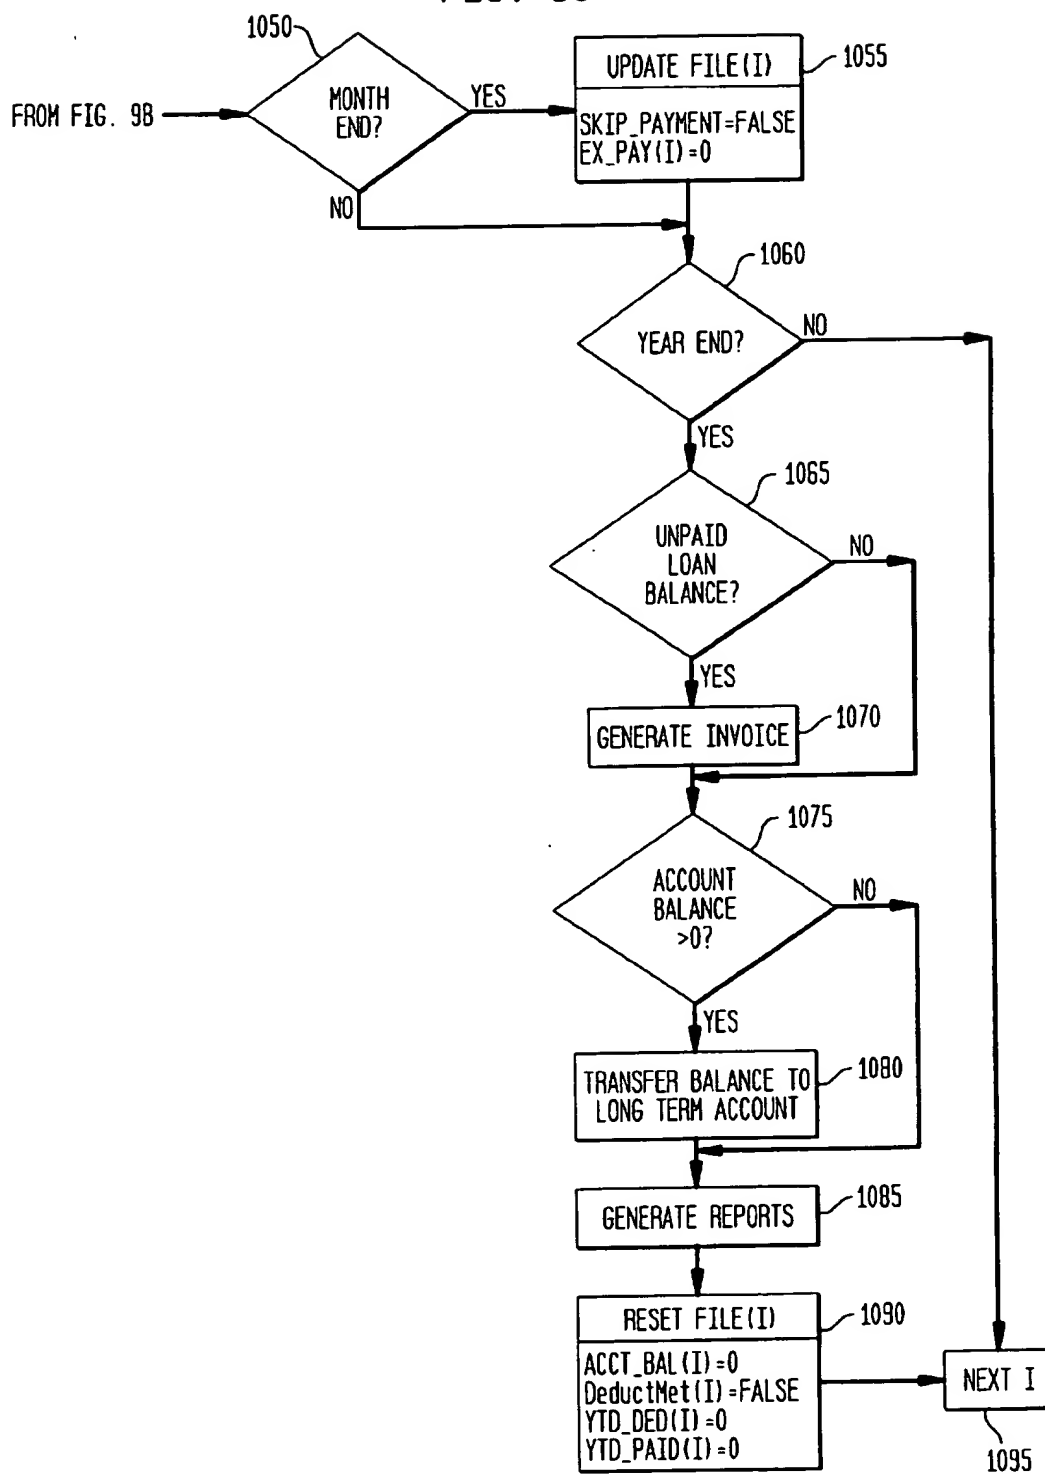 1050
FROM FIG. 9B
MONTH
END?
YES
NO
UPDATE FILE(I)
1055
SKIP_PAYMENT=FALSE
EX_PAY(I)=0
1060
YEAR END?
NO
YES
1065
UNPAID
LOAN
BALANCE?
NO
YES
GENERATE INVOICE
1070
1075
ACCOUNT
BALANCE
>0?
NO
YES
TRANSFER BALANCE TO
LONG TERM ACCOUNT
1080
GENERATE REPORTS
1085
RESET FILE(I)
1090
ACCT_BAL(I)=0
DeductMet(I)=FALSE
YTD_DED(I)=0
YTD_PAID(I)=0
NEXT I
1095